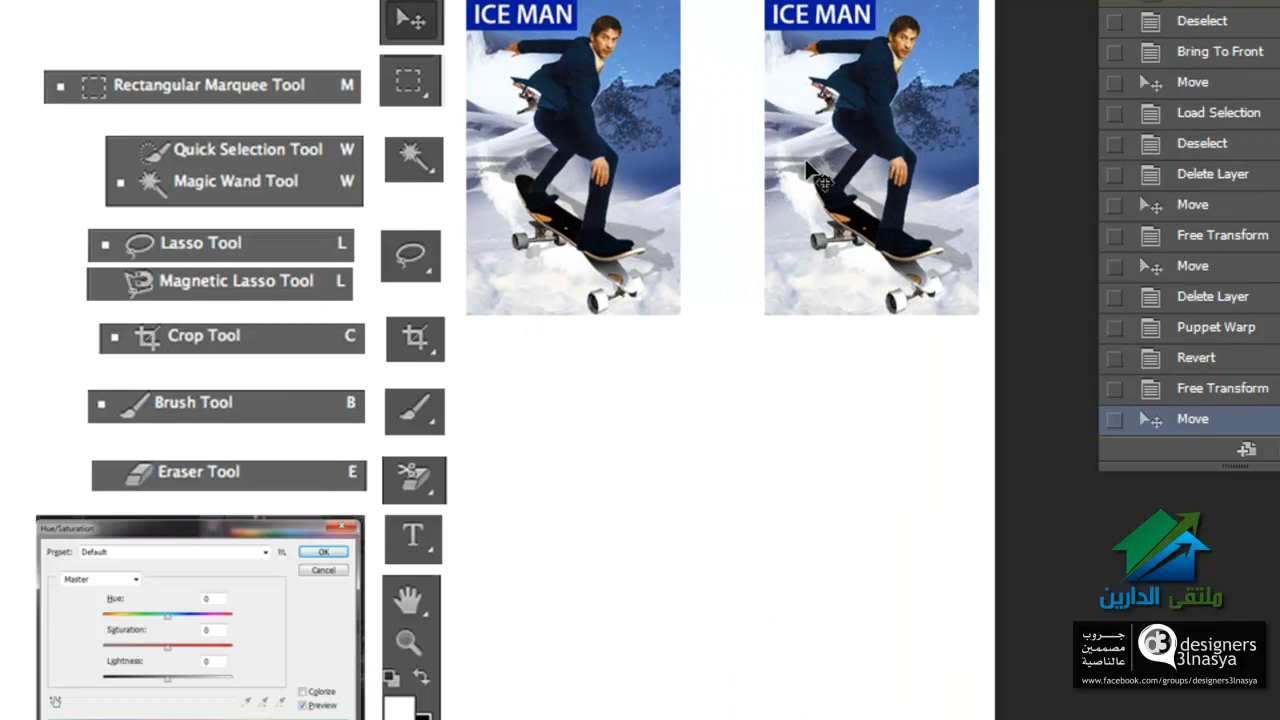 ICE MAN
ICE MAN
Rectangular Marquee Tool M
Quick Selection Tool W
Magic Wand Tool W
Lasso Tool L
Magnetic Lasso Tool L
Crop Tool C
Brush Tool B
Eraser Tool E
T
Hue/Saturation
Preset: Default
OK
Cancel
Master
Hue: 0
Saturation: 0
Lightness: 0
Colorize
Preview
Deselect
Bring To Front
Move
Load Selection
Deselect
Delete Layer
Move
Free Transform
Move
Delete Layer
Puppet Warp
Revert
Free Transform
Move
ملتقى الدارين
جروب
مصممين
عالناصية
d3
designers
3lnasya
www.facebook.com/groups/designers3lnasya